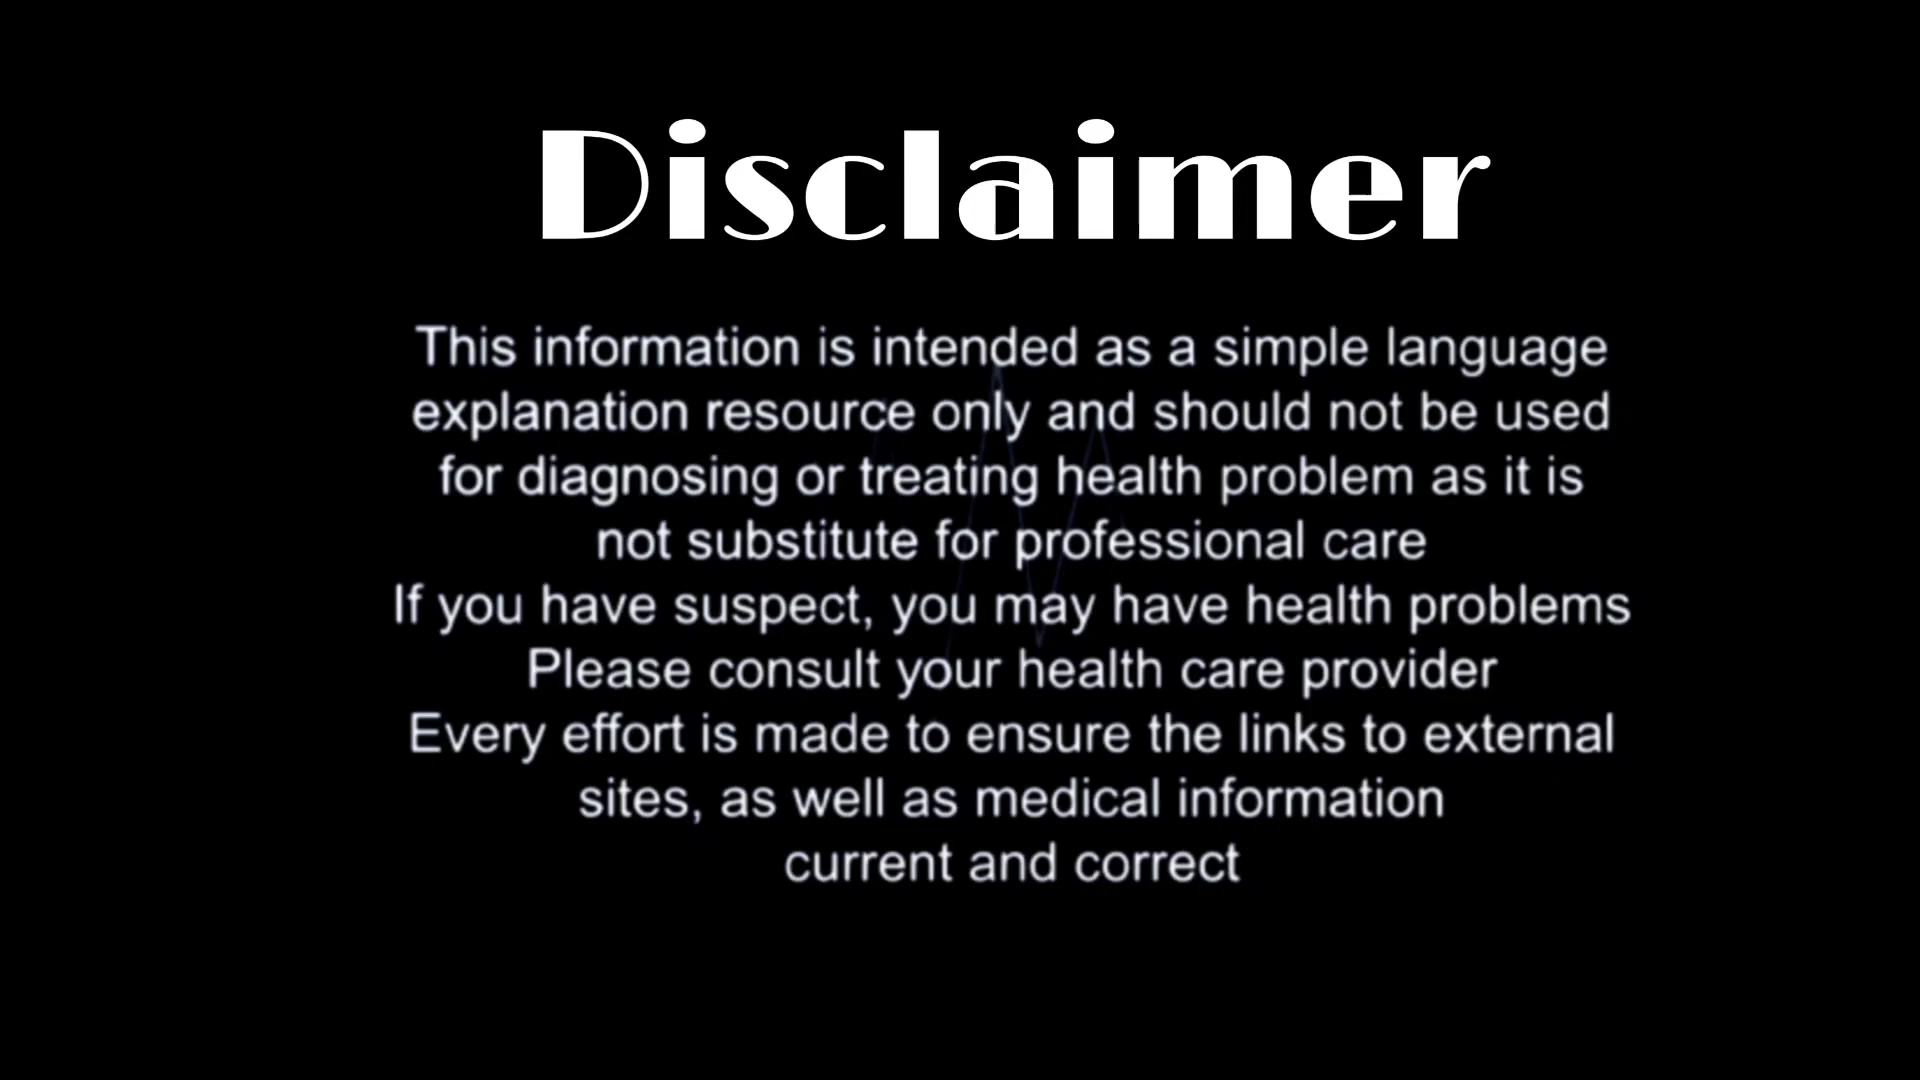 Disclaimer
This information is intended as a simple language
explanation resource only and should not be used
for diagnosing or treating health problem as it is
not substitute for professional care
If you have suspect, you may have health problems
Please consult your health care provider
Every effort is made to ensure the links to external
sites, as well as medical information
current and correct